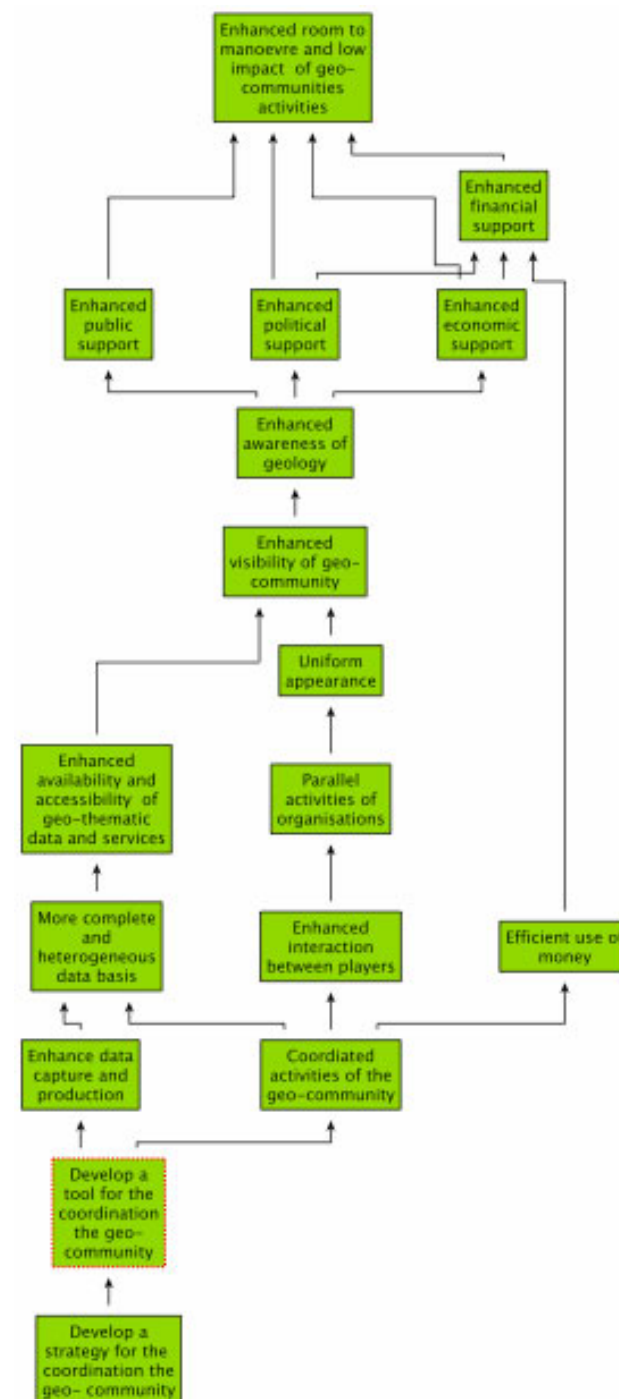 Enhanced room to
manoevre and low
impact of geo-
communities
activities
Enhanced
financial
support
Enhanced
public
support
Enhanced
political
support
Enhanced
economic
support
Enhanced
awareness of
geology
Enhanced
visibility of geo-
community
Uniform
appearance
Enhanced
availability and
accessibility of
geo-thematic
data and services
Parallel
activities of
organisations
More complete
and
heterogeneous
data basis
Enhanced
interaction
between players
Efficient use o
money
Enhance data
capture and
production
Coordiated
activities of the
geo-community
Develop a
tool for the
coordination
the geo-
community
Develop a
strategy for the
coordination the
geo- community